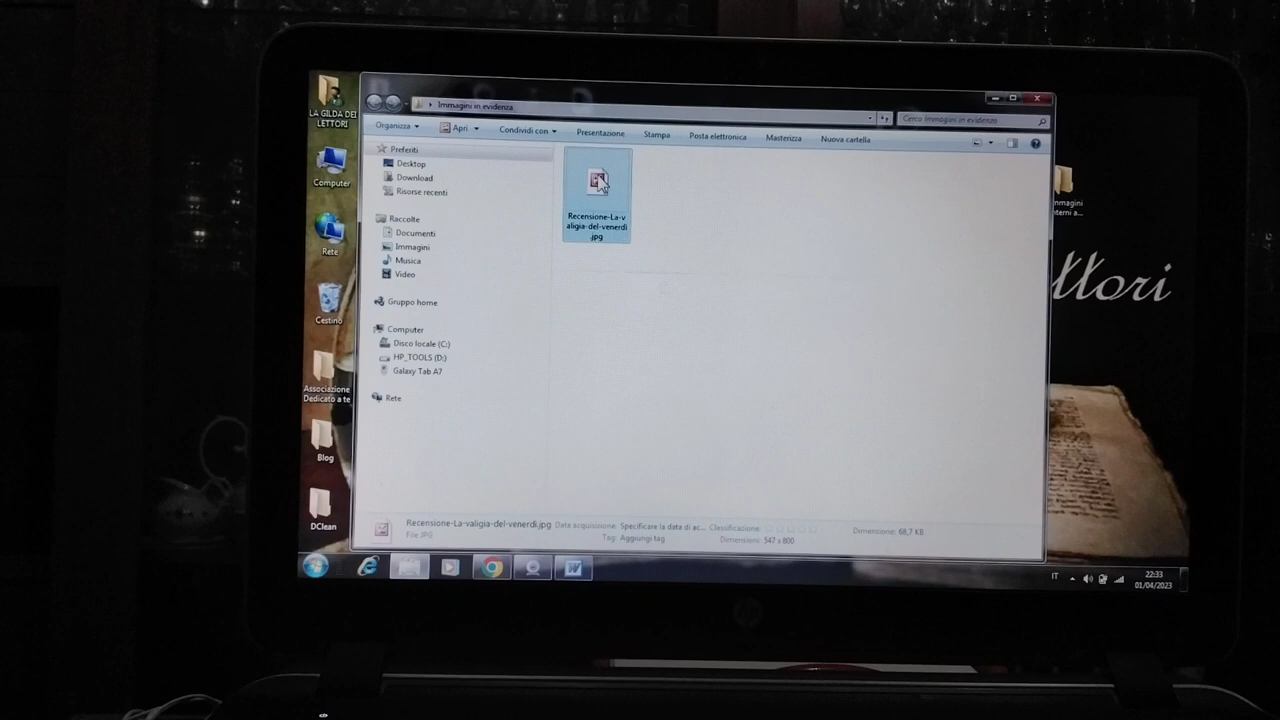 LA GILDA DEI
LETTORI
Computer
Rete
Cestino
Associazione
Dedicato a te
Blog
DClean
Immagini in evidenza
Cerca Immagini in evidenza
Organizza
Apri
Condividi con
Presentazione
Stampa
Posta elettronica
Masterizza
Nuova cartella
Preferiti
Desktop
Download
Risorse recenti
Raccolte
Documenti
Immagini
Musica
Video
Gruppo home
Computer
Disco locale (C:)
HP_TOOLS (D:)
Galaxy Tab A7
Rete
Recensione-La-v
aligia-del-venerdì
.jpg
mmagini
terni a...
ttori
Recensione-La-valigia-del-venerdì.jpg Data acquisizione: Specificare la data di ac... Classificazione: Dimensione: 68,7 KB
File JPG Tag: Aggiungi tag Dimensioni: 547 x 800
IT
22:33
01/04/2023